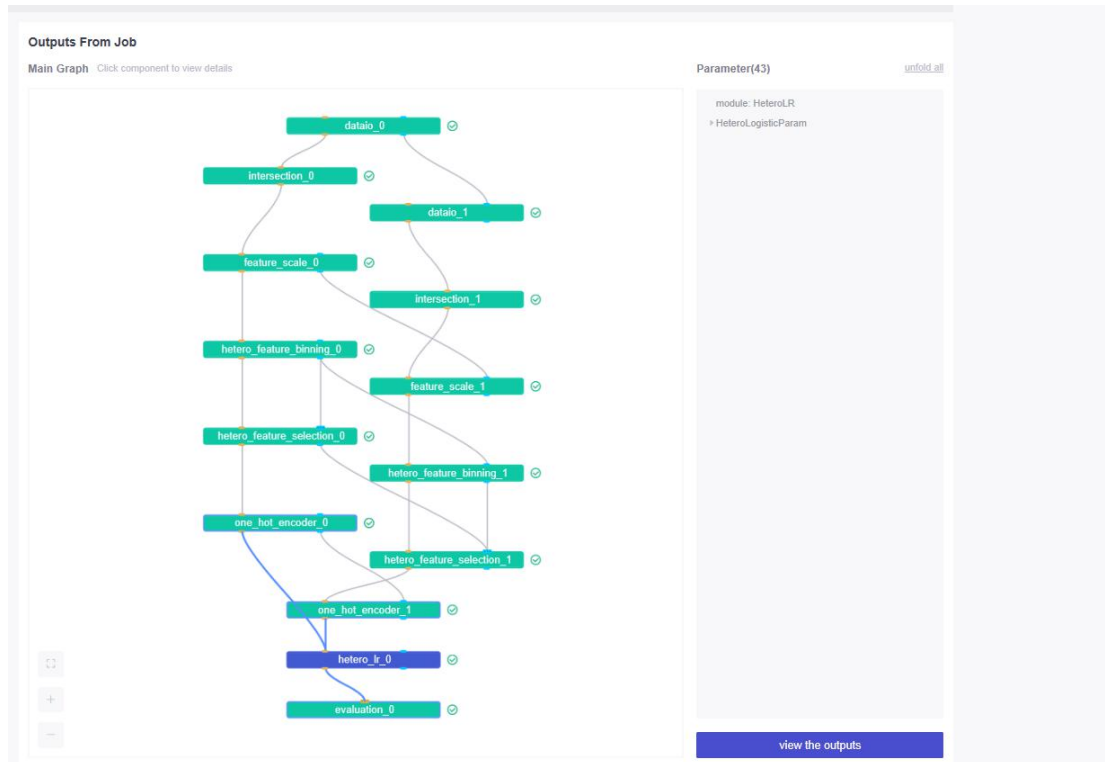 Outputs From Job
Main Graph Click component to view details
Parameter(43) unfold all
module: HeteroLR
HeteroLogisticParam
dataio_0
intersection_0
dataio_1
feature_scale_0
intersection_1
hetero_feature_binning_0
feature_scale_1
hetero_feature_selection_0
hetero_feature_binning_1
one_hot_encoder_0
hetero_feature_selection_1
one_hot_encoder_1
hetero_lr_0
evaluation_0
view the outputs